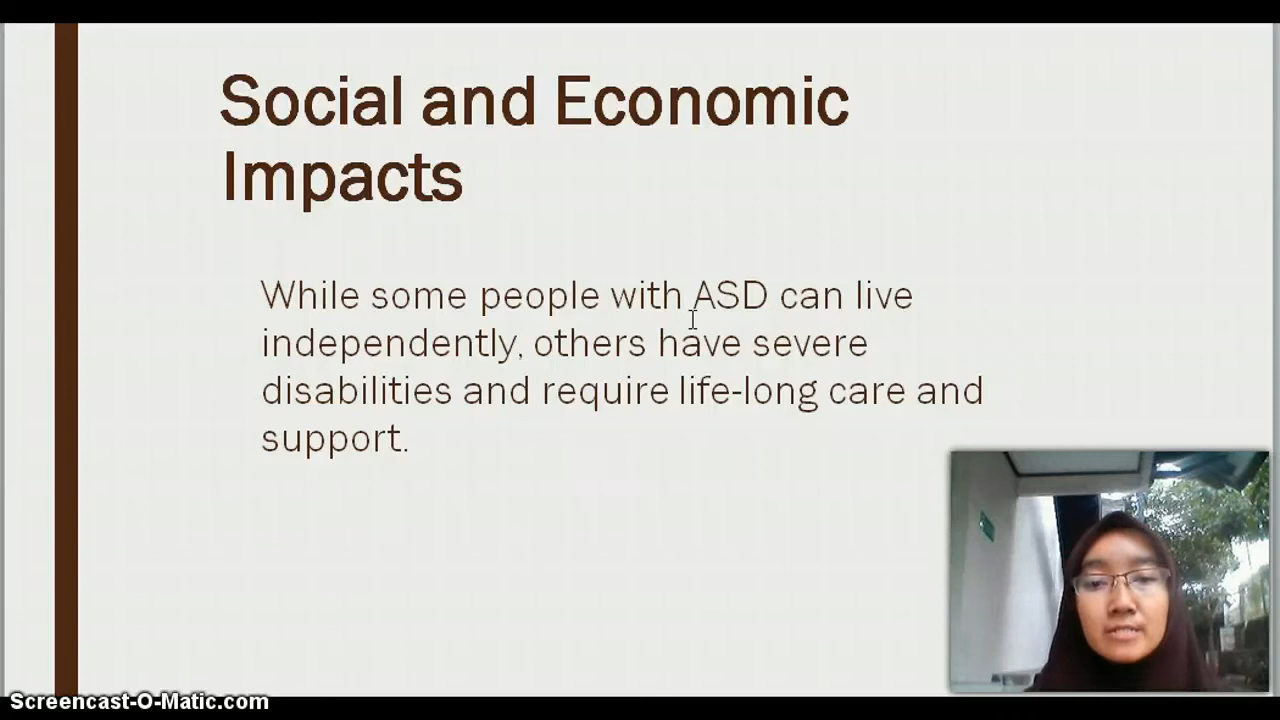 Social and Economic
Impacts
While some people with ASD can live
independently, others have severe
disabilities and require life-long care and
support.
Screencast-O-Matic.com